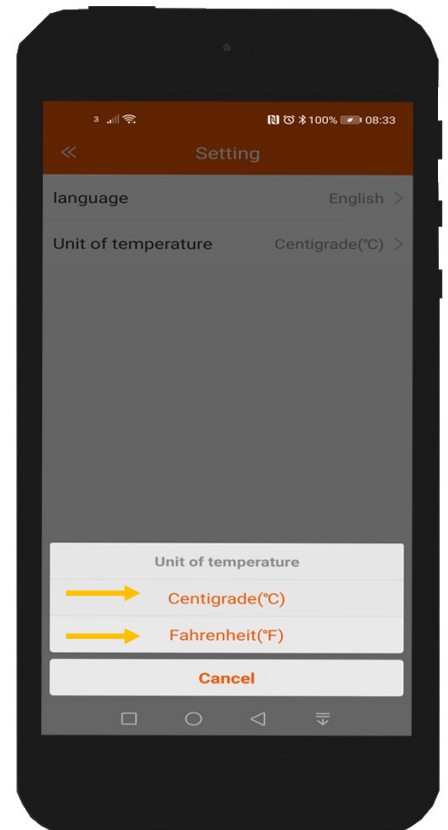 3 100% 08:33
Setting
language English
Unit of temperature Centigrade(℃)
Unit of temperature
Centigrade(℃)
Fahrenheit(℉)
Cancel